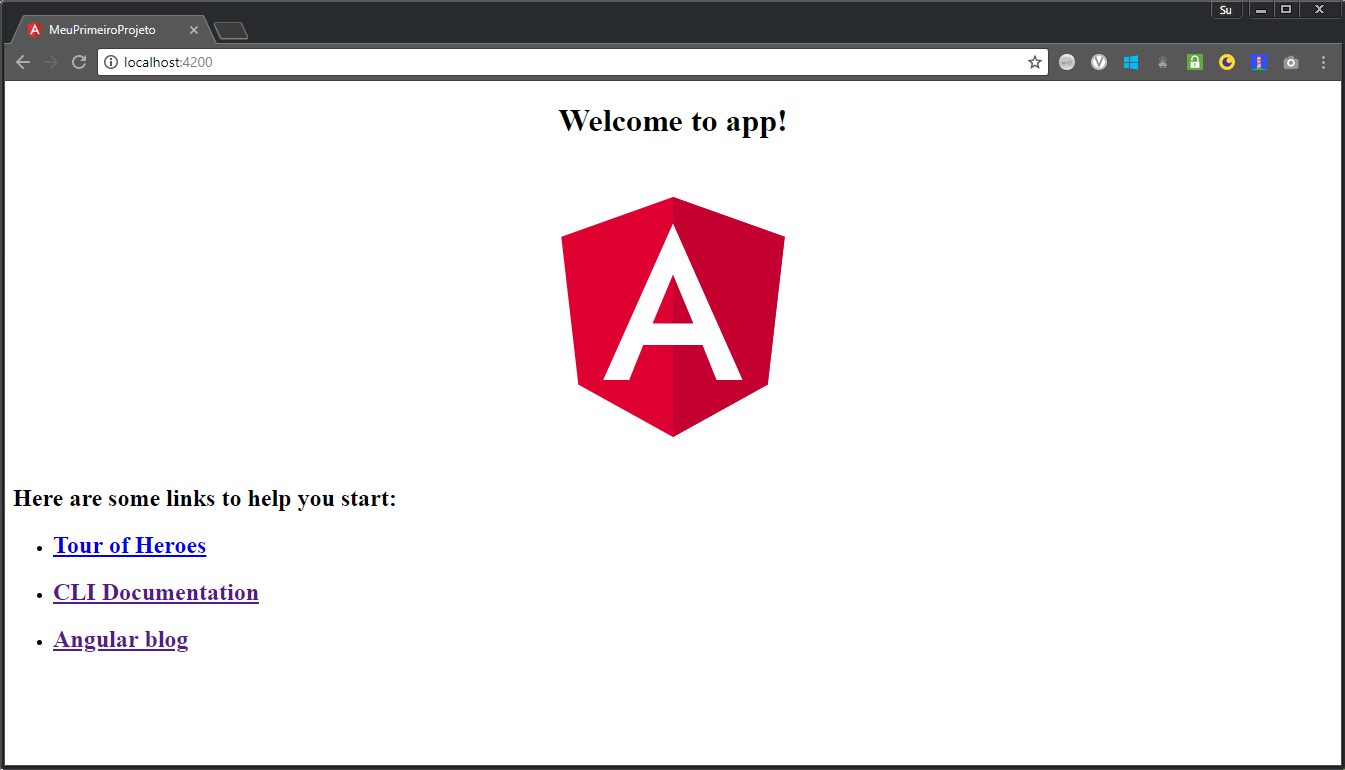 Su
MeuPrimeiroProjeto
localhost:4200
Welcome to app!
A
Here are some links to help you start:
Tour of Heroes
CLI Documentation
Angular blog